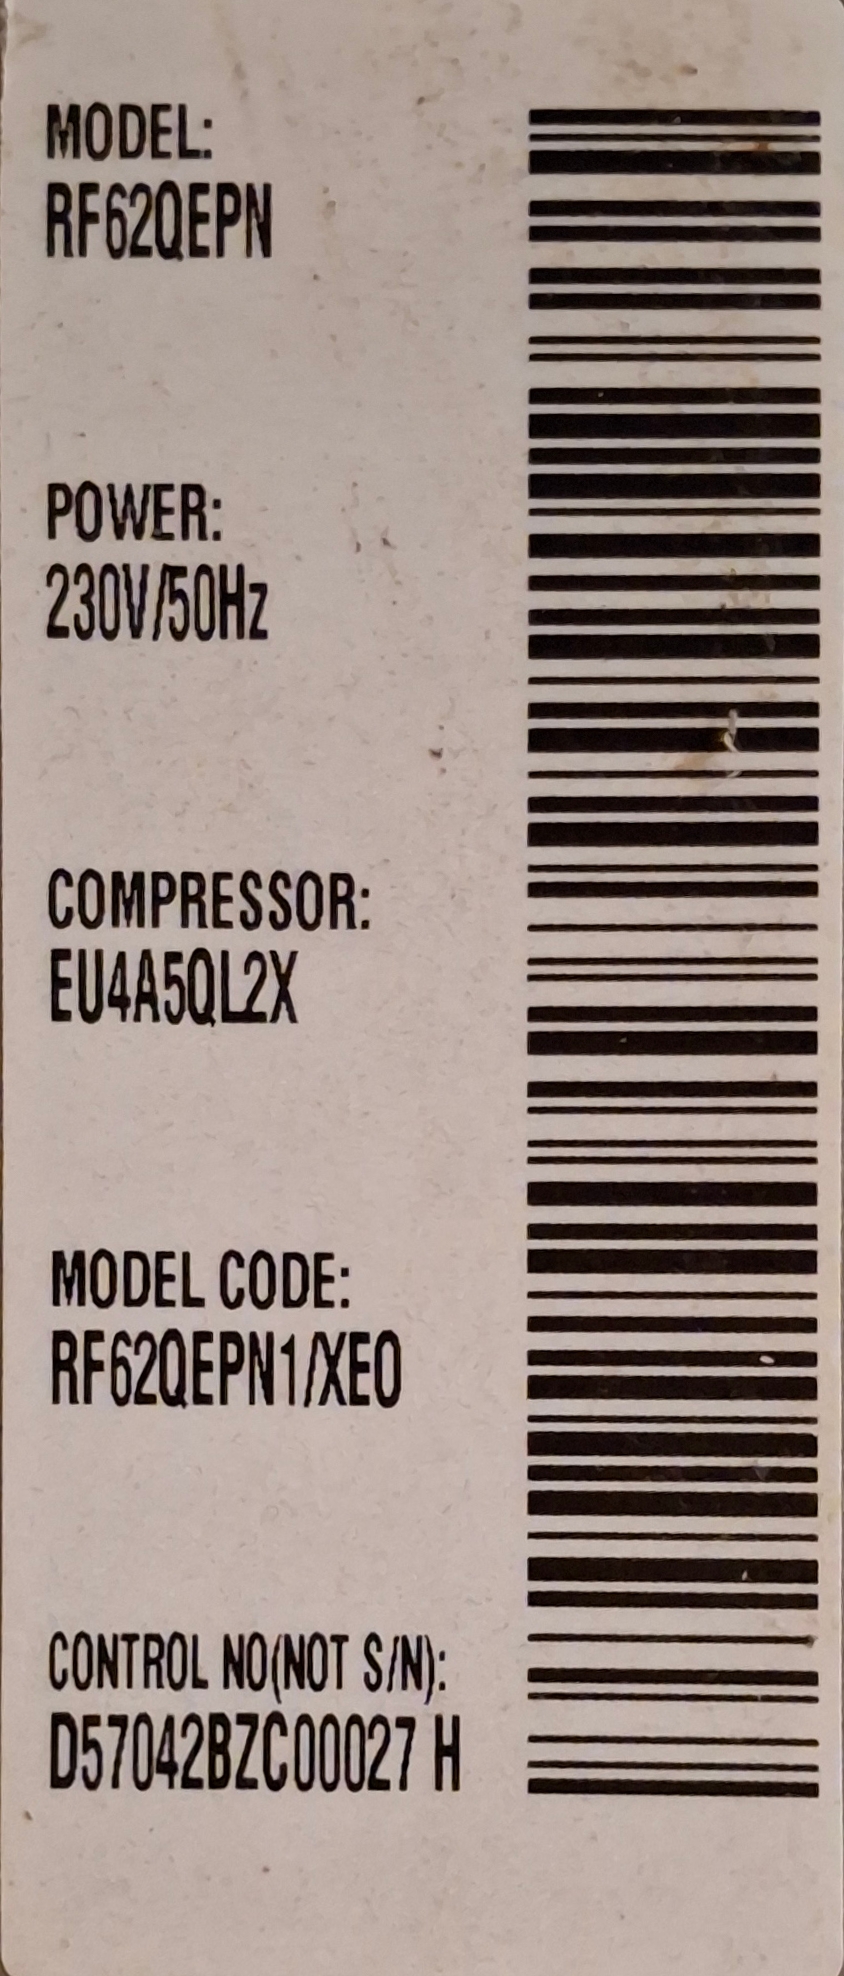 MODEL:
RF62QEPN
POWER:
230V/50Hz
COMPRESSOR:
EU4A5QL2X
MODEL CODE:
RF62QEPN1/XEO
CONTROL NO(NOT S/N):
D57042BZC00027 H